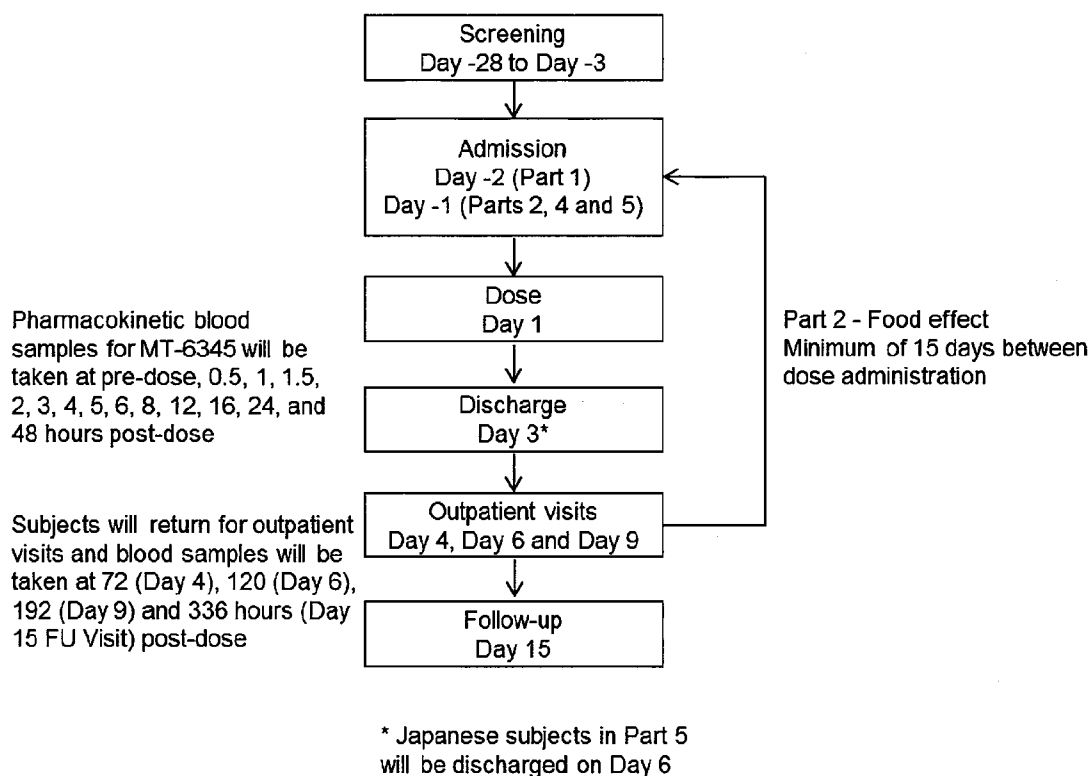 Screening
Day -28 to Day -3
Admission
Day -2 (Part 1)
Day -1 (Parts 2, 4 and 5)
Dose
Day 1
Pharmacokinetic blood
samples for MT-6345 will be
taken at pre-dose, 0.5, 1, 1.5,
2, 3, 4, 5, 6, 8, 12, 16, 24, and
48 hours post-dose
Part 2 - Food effect
Minimum of 15 days between
dose administration
Discharge
Day 3*
Outpatient visits
Day 4, Day 6 and Day 9
Subjects will return for outpatient
visits and blood samples will be
taken at 72 (Day 4), 120 (Day 6),
192 (Day 9) and 336 hours (Day
15 FU Visit) post-dose
Follow-up
Day 15
* Japanese subjects in Part 5
will be discharged on Day 6